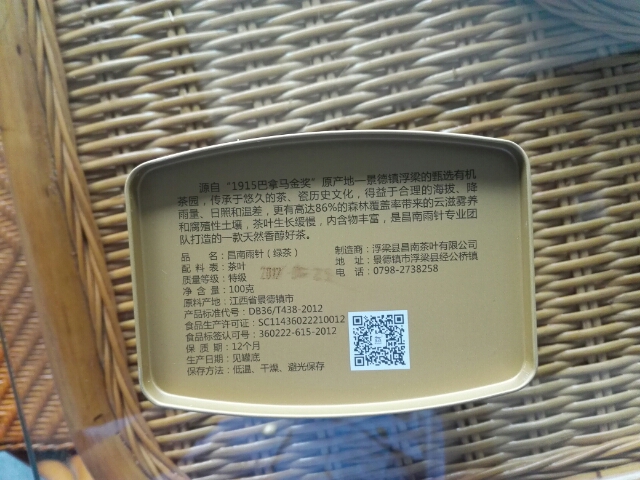 源自“1915巴拿马金奖”原产地—景德镇浮梁的甄选有机
茶园，传承于悠久的茶、瓷历史文化，得益于合理的海拔、降
雨量、日照和温差，更有高达86%的森林覆盖率带来的云滋雾养
和腐殖性土壤，茶叶生长缓慢，内含物丰富，是昌南雨针专业团
队打造的一款天然香醇好茶。
品 名：昌南雨针（绿茶）
配 料 表：茶叶
质量等级：特级
净 含 量：100克
原料产地：江西省景德镇市
产品标准代号：DB36/T438-2012
食品生产许可证：SC11436022210012
食品标签认可号：360222-615-2012
保 质 期：12个月
生产日期：见罐底
保存方法：低温、干燥、避光保存
制造商：浮梁县昌南茶叶有限公司
地 址：景德镇市浮梁县经公桥镇
电 话：0798-2738258